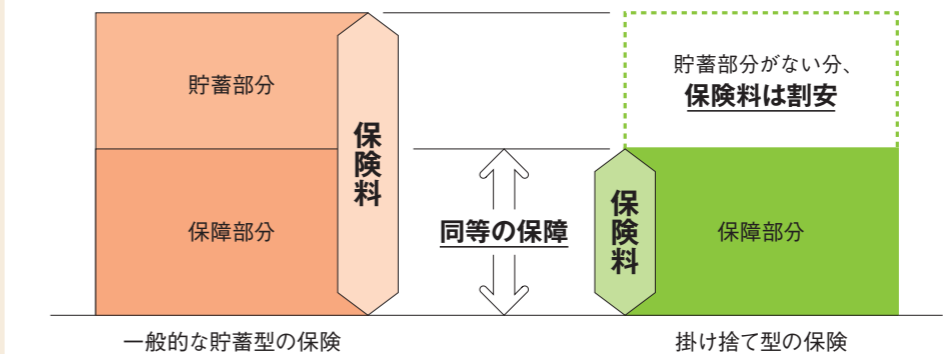 貯蓄部分
保障部分
保険料
同等の保障
貯蓄部分がない分、
保険料は割安
保険料
保障部分
一般的な貯蓄型の保険
掛け捨て型の保険